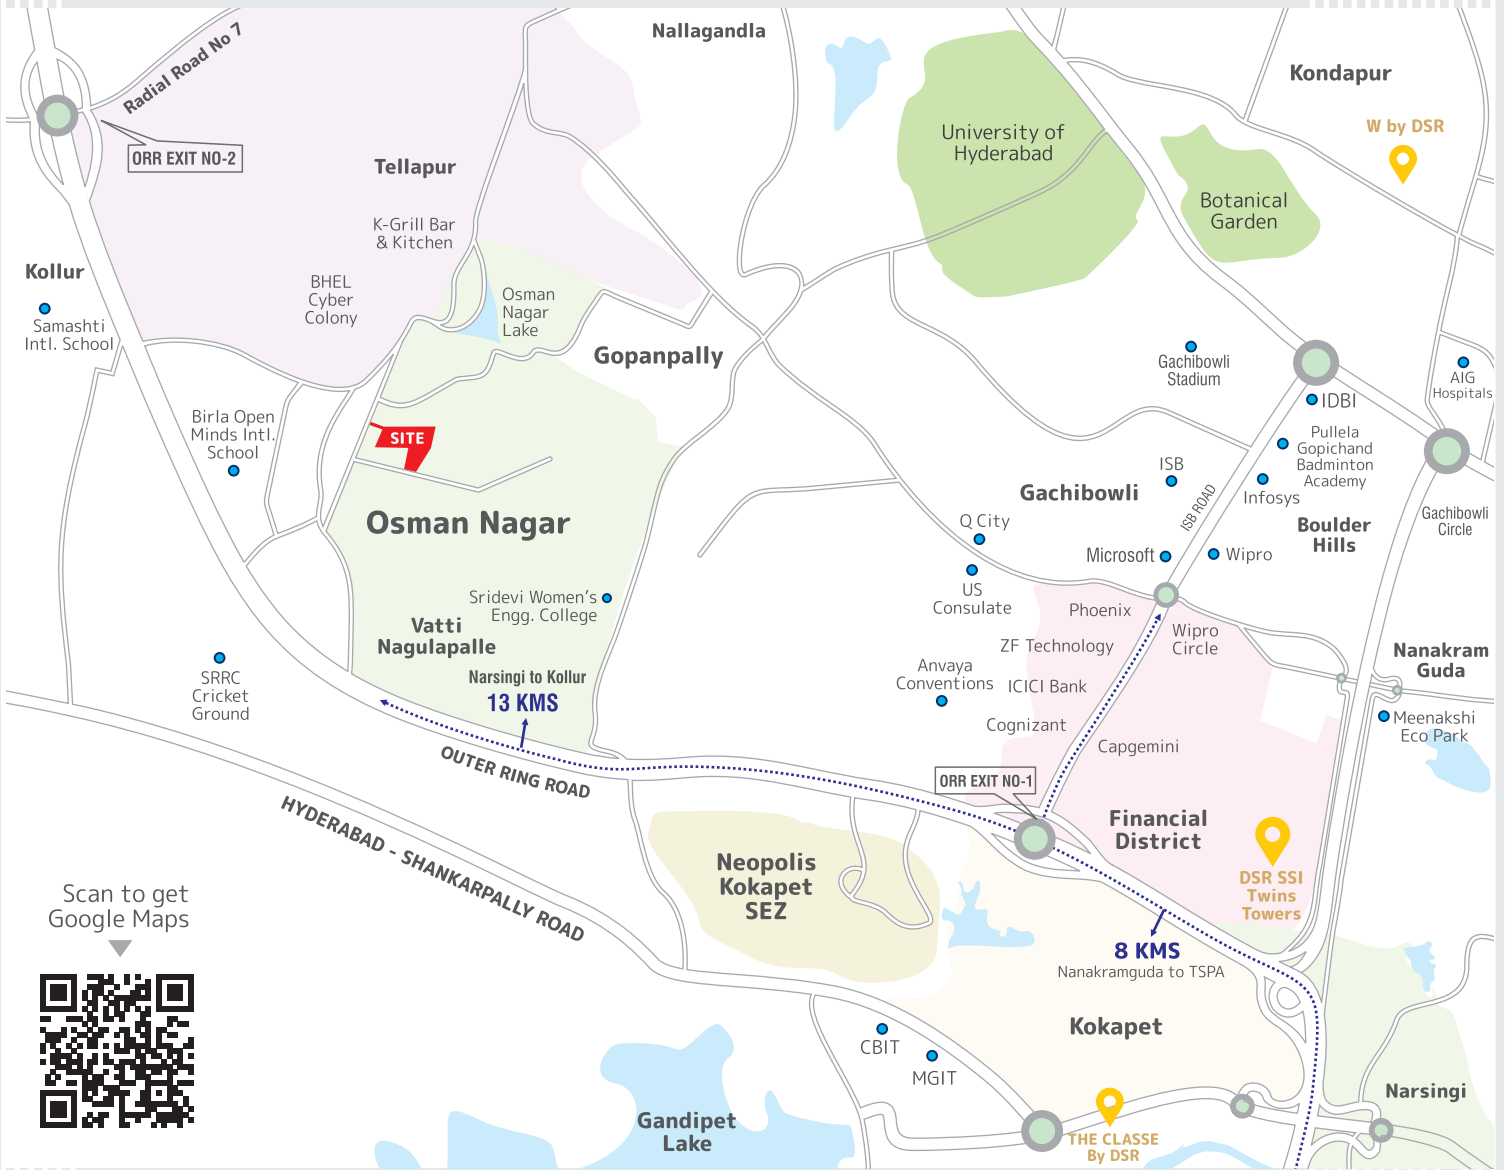 Radial Road No 7
Nallagandla
Kondapur
W by DSR
University of
Hyderabad
ORR EXIT NO-2
Tellapur
K-Grill Bar
& Kitchen
Botanical
Garden
Kollur
Samashti
Intl. School
BHEL
Cyber
Colony
Osman
Nagar
Lake
Gopanpally
Gachibowli
Stadium
AIG
Hospitals
IDBI
Birla Open
Minds Intl.
School
SITE
Pullela
Gopichand
Badminton
Academy
ISB
Infosys
Gachibowli
ISB ROAD
Osman Nagar
Q City
Boulder
Hills
Gachibowli
Circle
Microsoft
Wipro
US
Consulate
Sridevi Women's
Engg. College
Phoenix
Vatti
Nagulapalle
Wipro
Circle
ZF Technology
Nanakram
Guda
SRRC
Cricket
Ground
Narsingi to Kollur
13 KMS
Anvaya
Conventions
ICICI Bank
Cognizant
Meenakshi
Eco Park
Capgemini
OUTER RING ROAD
ORR EXIT NO-1
HYDERABAD - SHANKARPALLY ROAD
Financial
District
Neopolis
Kokapet
SEZ
DSR SSI
Twins
Towers
Scan to get
Google Maps
8 KMS
Nanakramguda to TSPA
Kokapet
CBIT
MGIT
Narsingi
Gandipet
Lake
THE CLASSE
By DSR